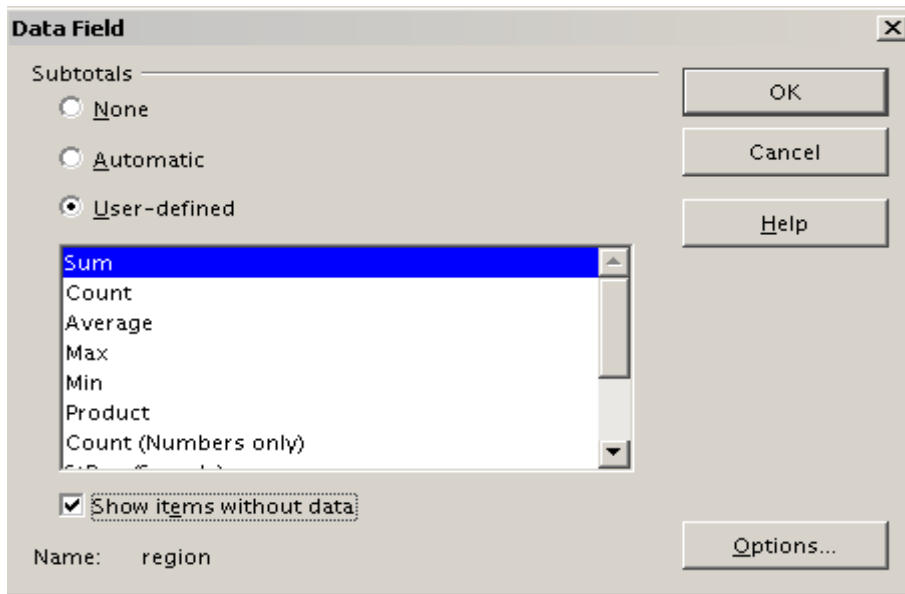 Data Field
Subtotals
None
Automatic
User-defined
Sum
Count
Average
Max
Min
Product
Count (Numbers only)
Show items without data
Name: region
OK
Cancel
Help
Options...